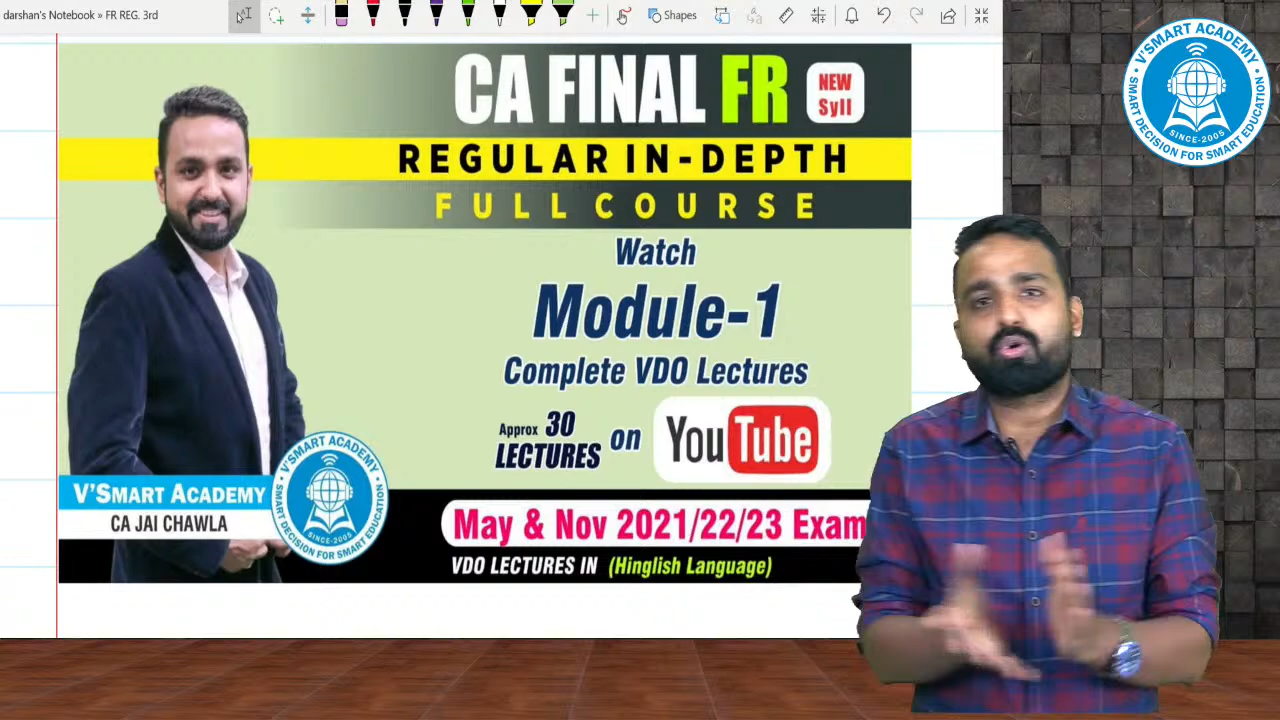 darshan's Notebook » FR REG. 3rd
Shapes
CA FINAL FR
NEW
Syll
REGULAR IN-DEPTH
FULL COURSE
Watch
Module-1
Complete VDO Lectures
Approx 30
LECTURES on
YouTube
V'SMART ACADEMY
CA JAI CHAWLA
• V'SMART ACADEMY •
SINCE-2005
SMART DECISION FOR SMART EDUCATION
May & Nov 2021/22/23 Exam
VDO LECTURES IN (Hinglish Language)
• V'SMART ACADEMY •
SINCE-2005
SMART DECISION FOR SMART EDUCATION